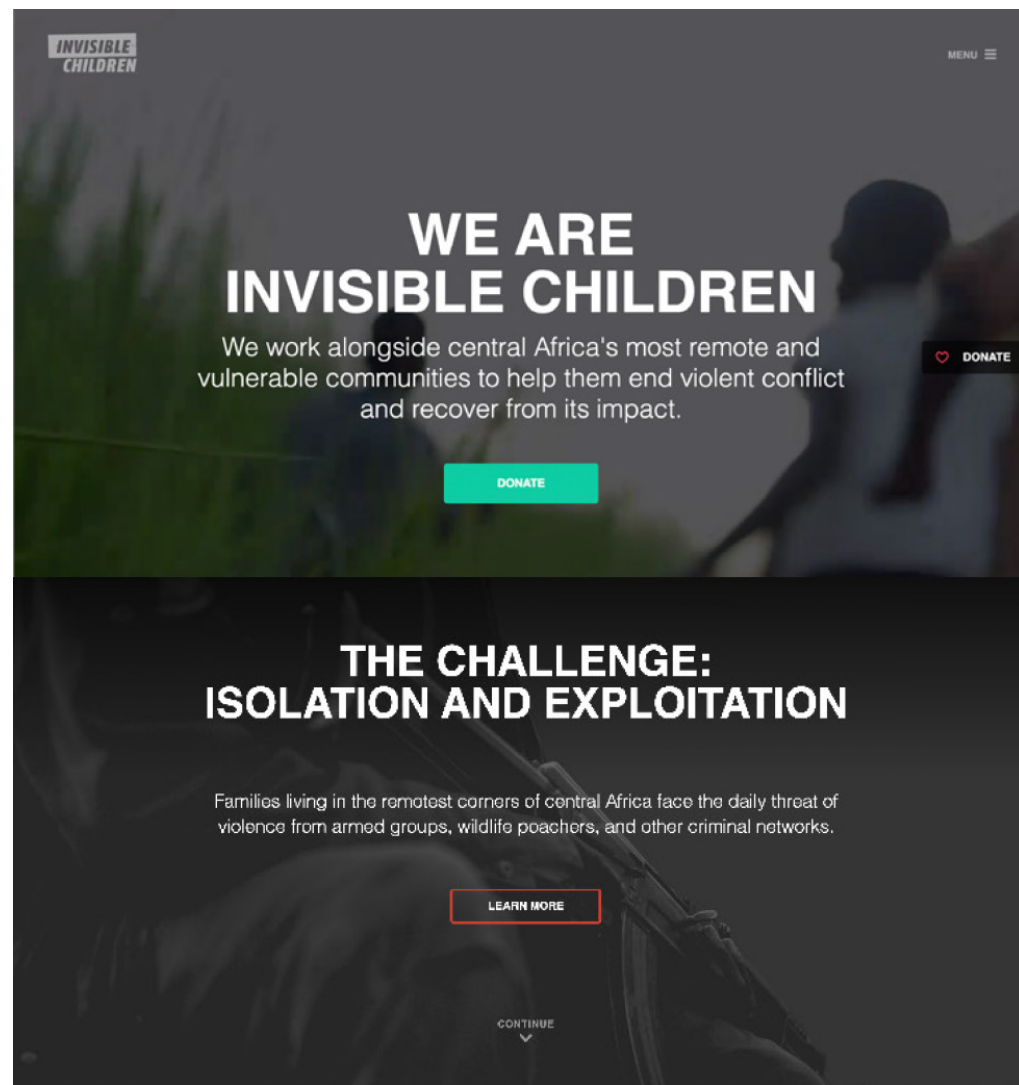 INVISIBLE
CHILDREN
MENU
WE ARE
INVISIBLE CHILDREN
We work alongside central Africa's most remote and
vulnerable communities to help them end violent conflict
and recover from its impact.
DONATE
DONATE
THE CHALLENGE:
ISOLATION AND EXPLOITATION
Families living in the remotest corners of central Africa face the daily threat of
violence from armed groups, wildlife poachers, and other criminal networks.
LEARN MORE
CONTINUE